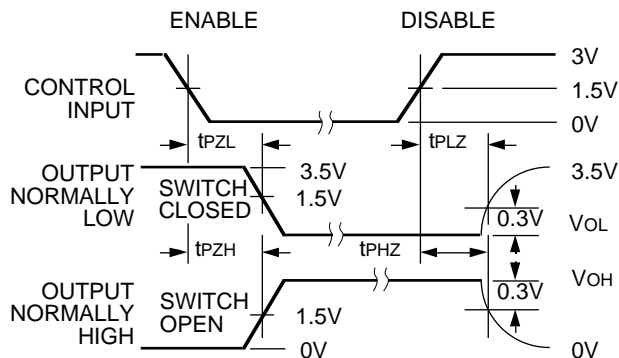 ENABLE
DISABLE
CONTROL
INPUT
3V
1.5V
0V
tPZL
tPLZ
OUTPUT
NORMALLY
LOW
SWITCH
CLOSED
3.5V
1.5V
3.5V
0.3V
VOL
tPZH
tPHZ
OUTPUT
NORMALLY
HIGH
SWITCH
OPEN
1.5V
0V
VOH
0.3V
0V